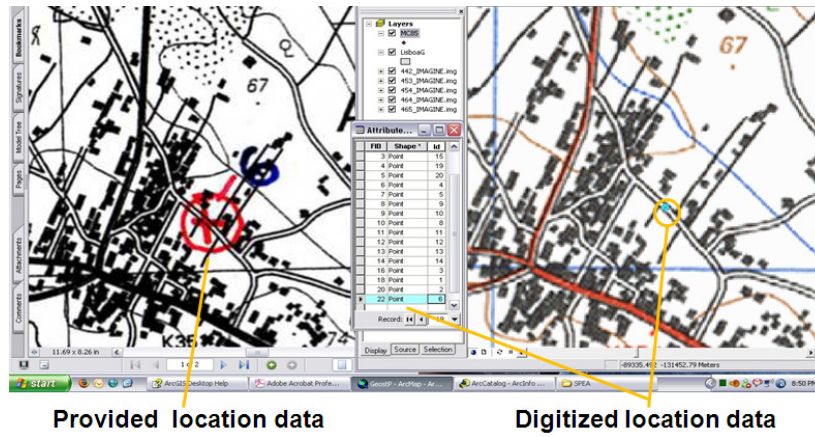 Bookmarks
Signatures
Model Tree
Pages
Attachments
Comments
67
6
K35
74
11.69 x 8.26 in
1 of 2
Layers
MC85
LisboaG
442_IMAGINE.img
453_IMAGINE.img
454_IMAGINE.img
464_IMAGINE.img
465_IMAGINE.img
Attribute...
FID Shape * Id
3 Point 15
4 Point 19
5 Point 20
6 Point 4
7 Point 5
8 Point 9
9 Point 10
10 Point 8
11 Point 11
12 Point 12
13 Point 13
14 Point 14
16 Point 3
18 Point 1
20 Point 2
22 Point 6
Record:
Display Source Selection
67
-89335.492 -131452.79 Meters
start
ArcGIS Desktop Help
Adobe Acrobat Profe...
GeostP - ArcMap - Ar...
ArcCatalog - ArcInfo ...
SPEA
8:50 PM
Provided location data
Digitized location data